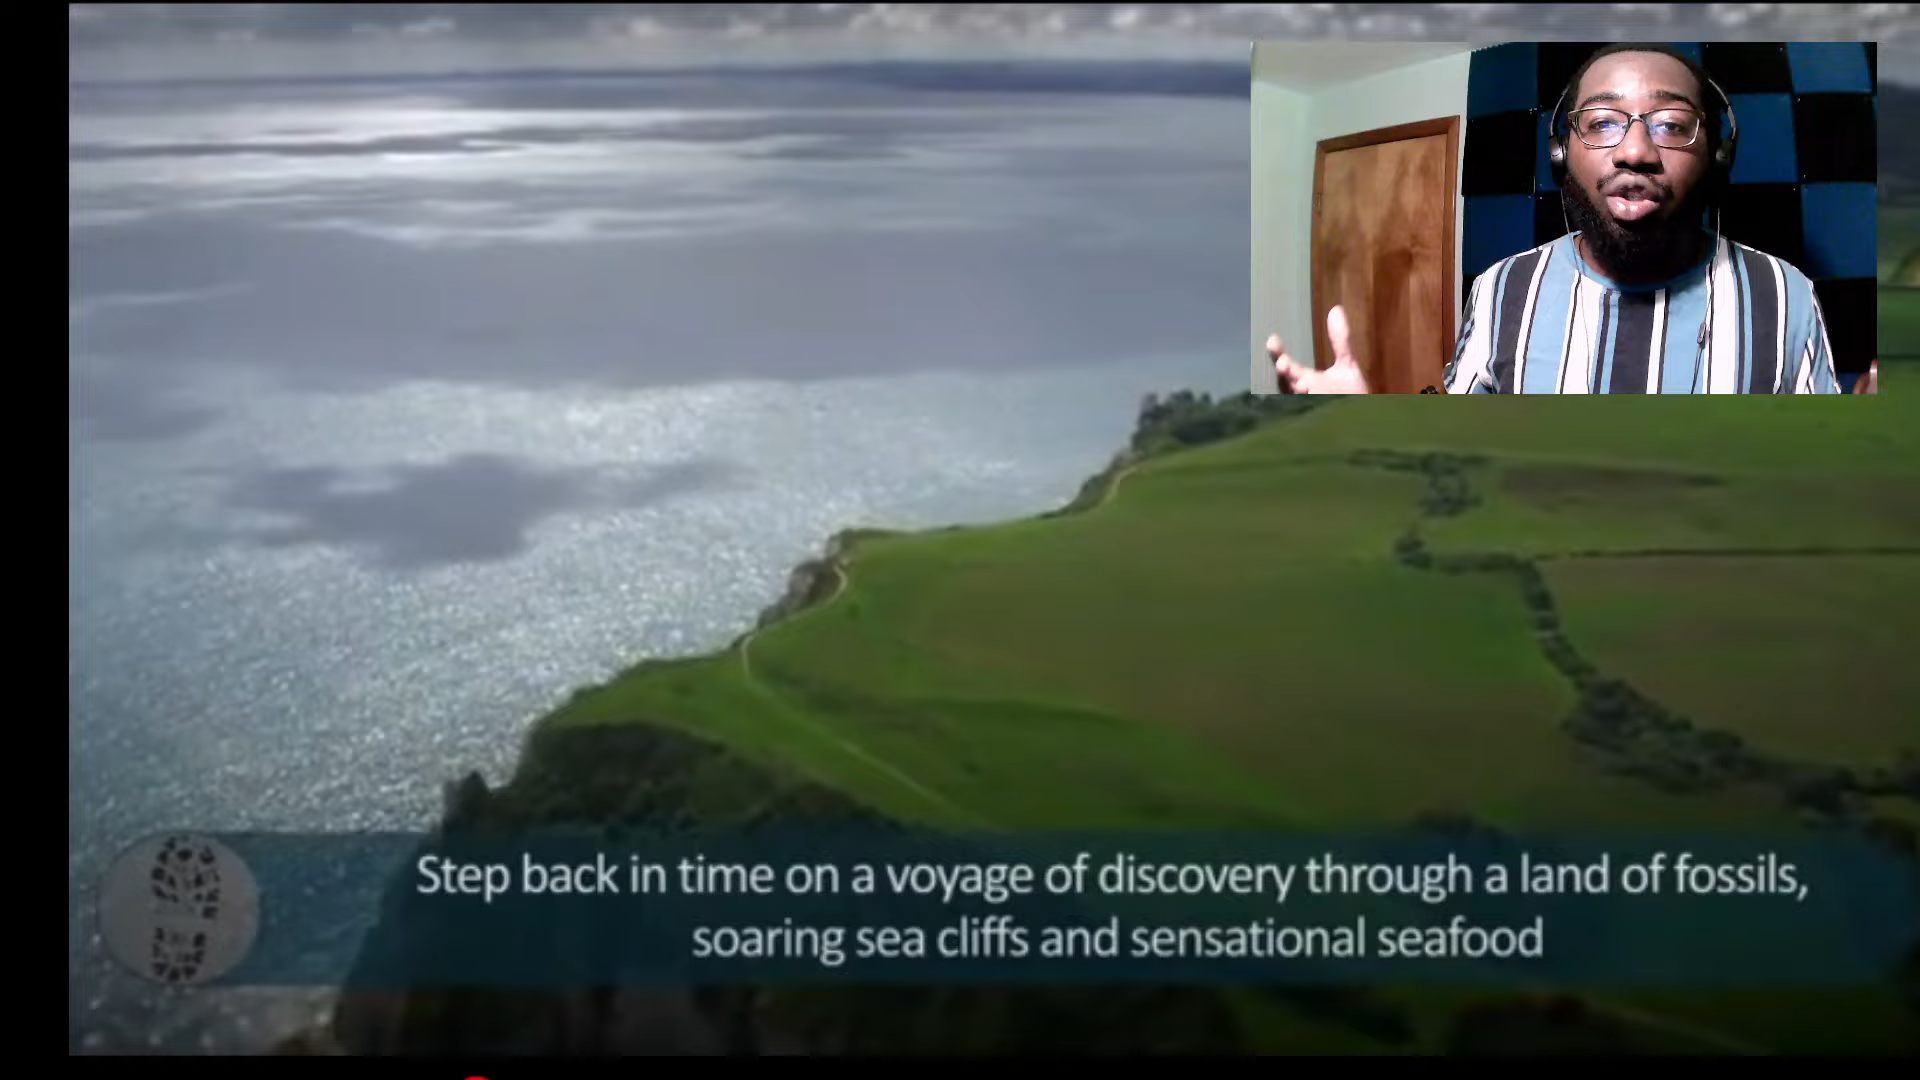 Step back in time on a voyage of discovery through a land of fossils,
soaring sea cliffs and sensational seafood